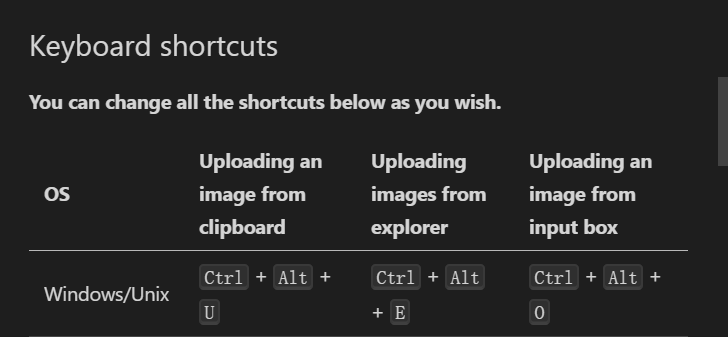 Keyboard shortcuts
You can change all the shortcuts below as you wish.
OS
Uploading an
image from
clipboard
Uploading
images from
explorer
Uploading an
image from
input box
Windows/Unix
Ctrl + Alt +
U
Ctrl + Alt
+ E
Ctrl + Alt +
O